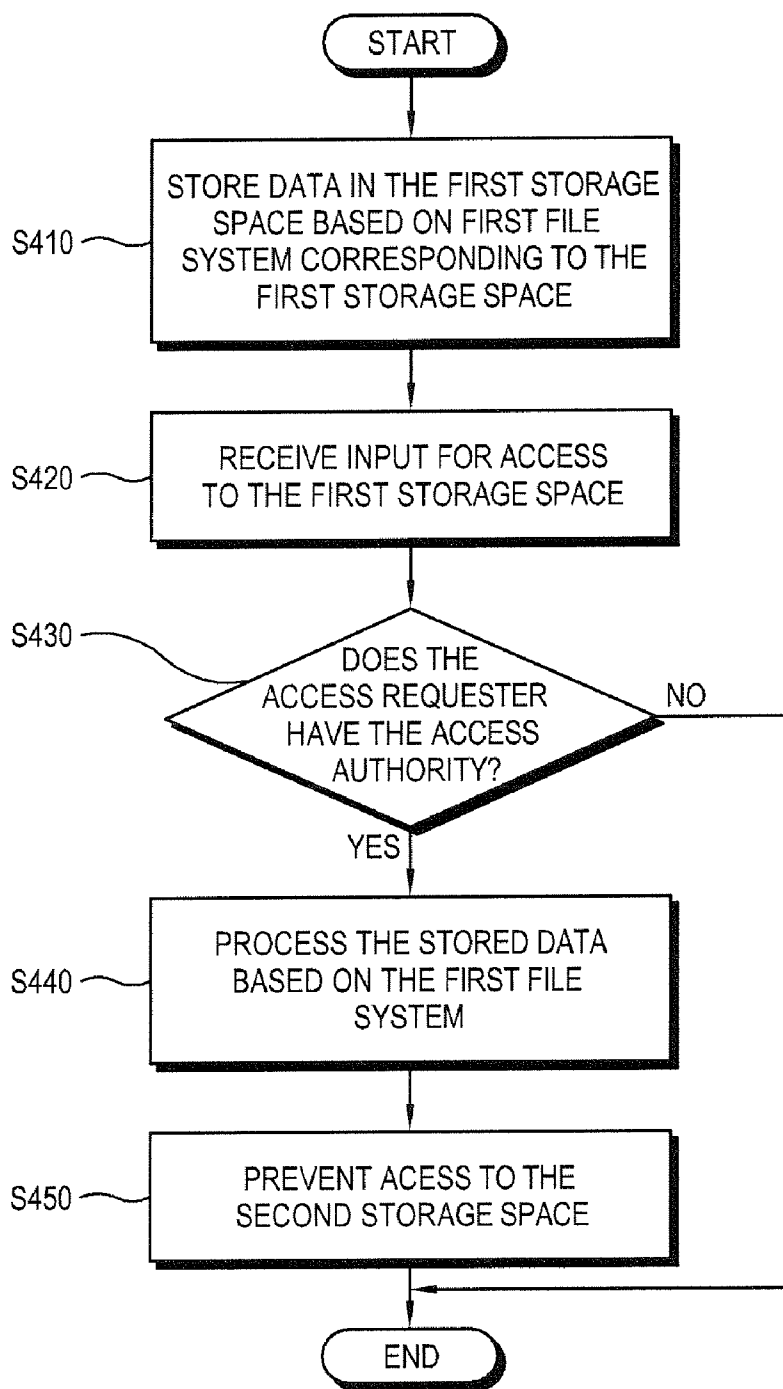 START
STORE DATA IN THE FIRST STORAGE
SPACE BASED ON FIRST FILE
SYSTEM CORRESPONDING TO THE
FIRST STORAGE SPACE
S410
RECEIVE INPUT FOR ACCESS
TO THE FIRST STORAGE SPACE
S420
S430
DOES THE
ACCESS REQUESTER
HAVE THE ACCESS
AUTHORITY?
NO
YES
PROCESS THE STORED DATA
BASED ON THE FIRST FILE
SYSTEM
S440
PREVENT ACESS TO THE
SECOND STORAGE SPACE
S450
END